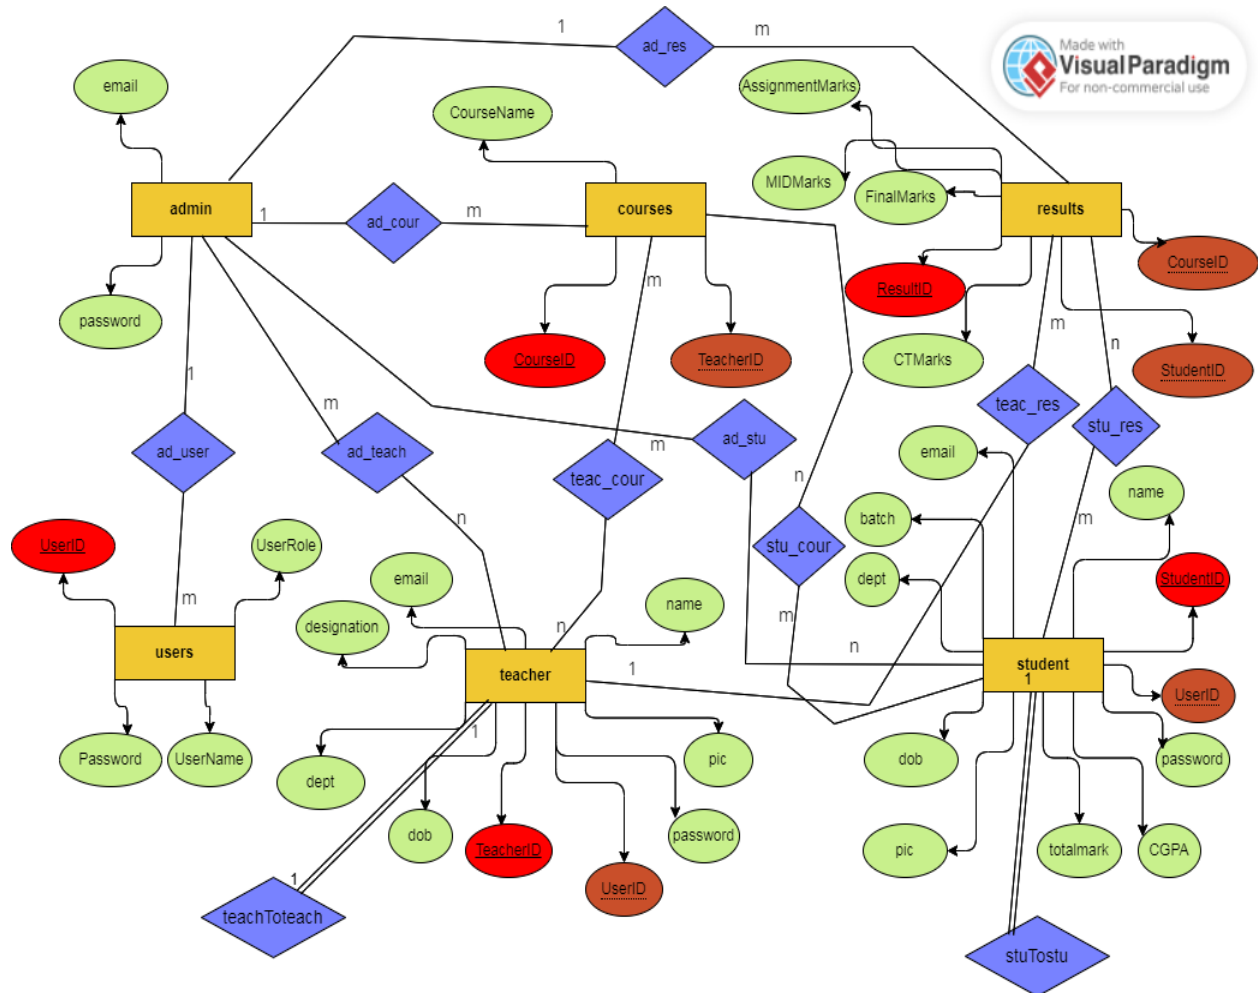 1
ad_res
m
Made with
VisualParadigm
For non-commercial use
email
AssignmentMarks
CourseName
MIDMarks
FinalMarks
admin
1
ad_cour
m
courses
results
CourseID
password
m
ResultID
m
n
CourseID
TeacherID
CTMarks
StudentID
1
m
teac_res
stu_res
ad_user
ad_teach
m
ad_stu
teac_cour
n
email
name
batch
UserID
UserRole
n
stu_cour
m
dept
StudentID
email
name
designation
m
n
m
users
teacher
1
n
student
1
UserID
Password
UserName
dept
1
pic
dob
password
dob
TeacherID
password
pic
totalmark
CGPA
1
UserID
teachToteach
stuTostu